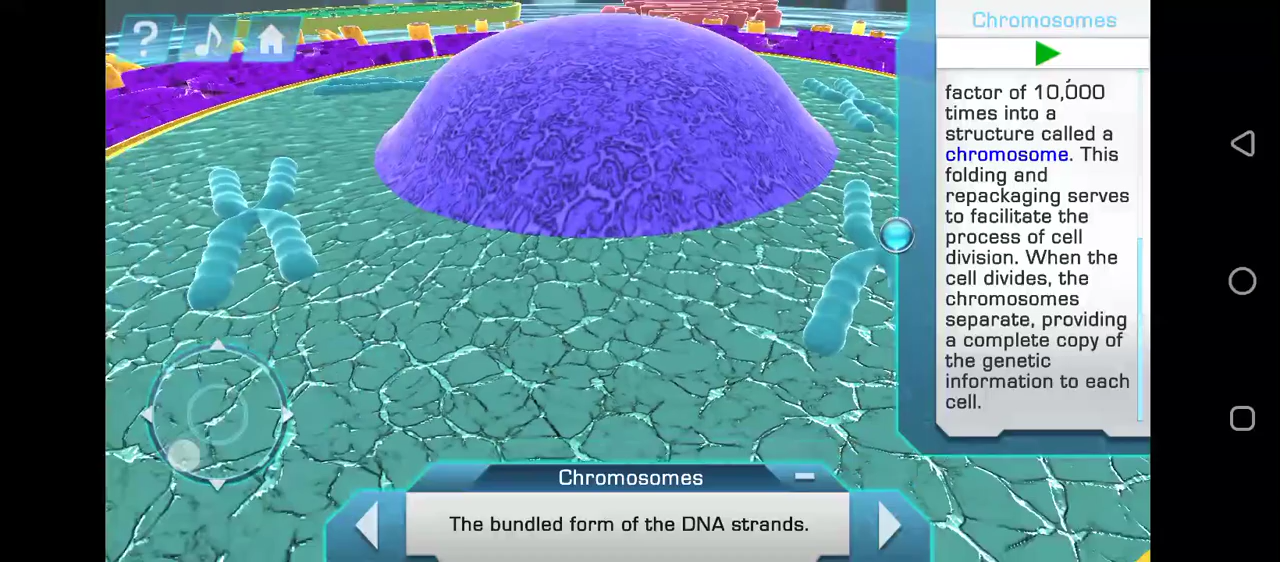 ?
Chromosomes
factor of 10,000
times into a
structure called a
chromosome. This
folding and
repackaging serves
to facilitate the
process of cell
division. When the
cell divides, the
chromosomes
separate, providing
a complete copy of
the genetic
information to each
cell.
Chromosomes
The bundled form of the DNA strands.